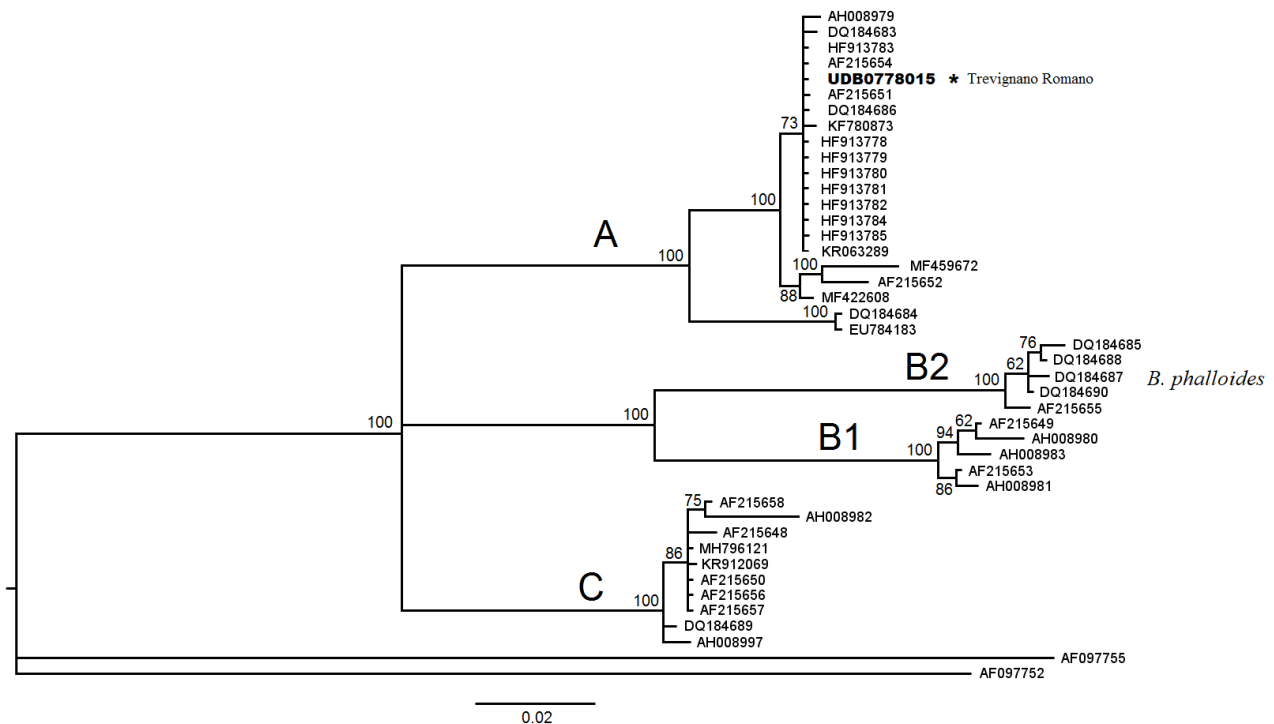 AH008979
DQ184683
HF913783
AF215654
UDB0778015 * Trevignano Romano
AF215651
DQ184686
73 KF780873
HF913778
HF913779
HF913780
HF913781
100 HF913782
HF913784
A HF913785
100 KR063289
100 MF459672
AF215652
88 MF422608
100 DQ184684
EU784183
76 DQ184685
B2 62 DQ184688
100 DQ184687 B. phalloides
DQ184690
AF215655
100 100 62 AF215649
B1 94 AH008980
100 AH008983
AF215653
86 AH008981
75 AF215658
AH008982
AF215648
86 MH796121
KR912069
C AF215650
100 AF215656
AF215657
DQ184689
AH008997
AF097755
AF097752
0.02